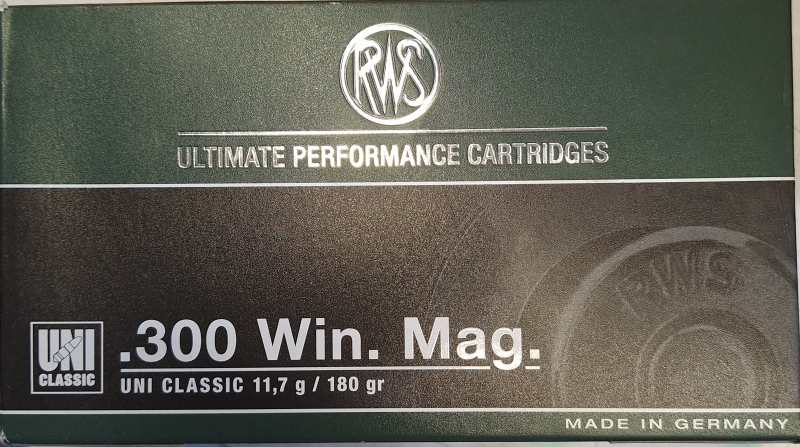 RWS
ULTIMATE PERFORMANCE CARTRIDGES
RWS
UNI
CLASSIC
.300 Win. Mag.
UNI CLASSIC 11,7 g / 180 gr
MADE IN GERMANY